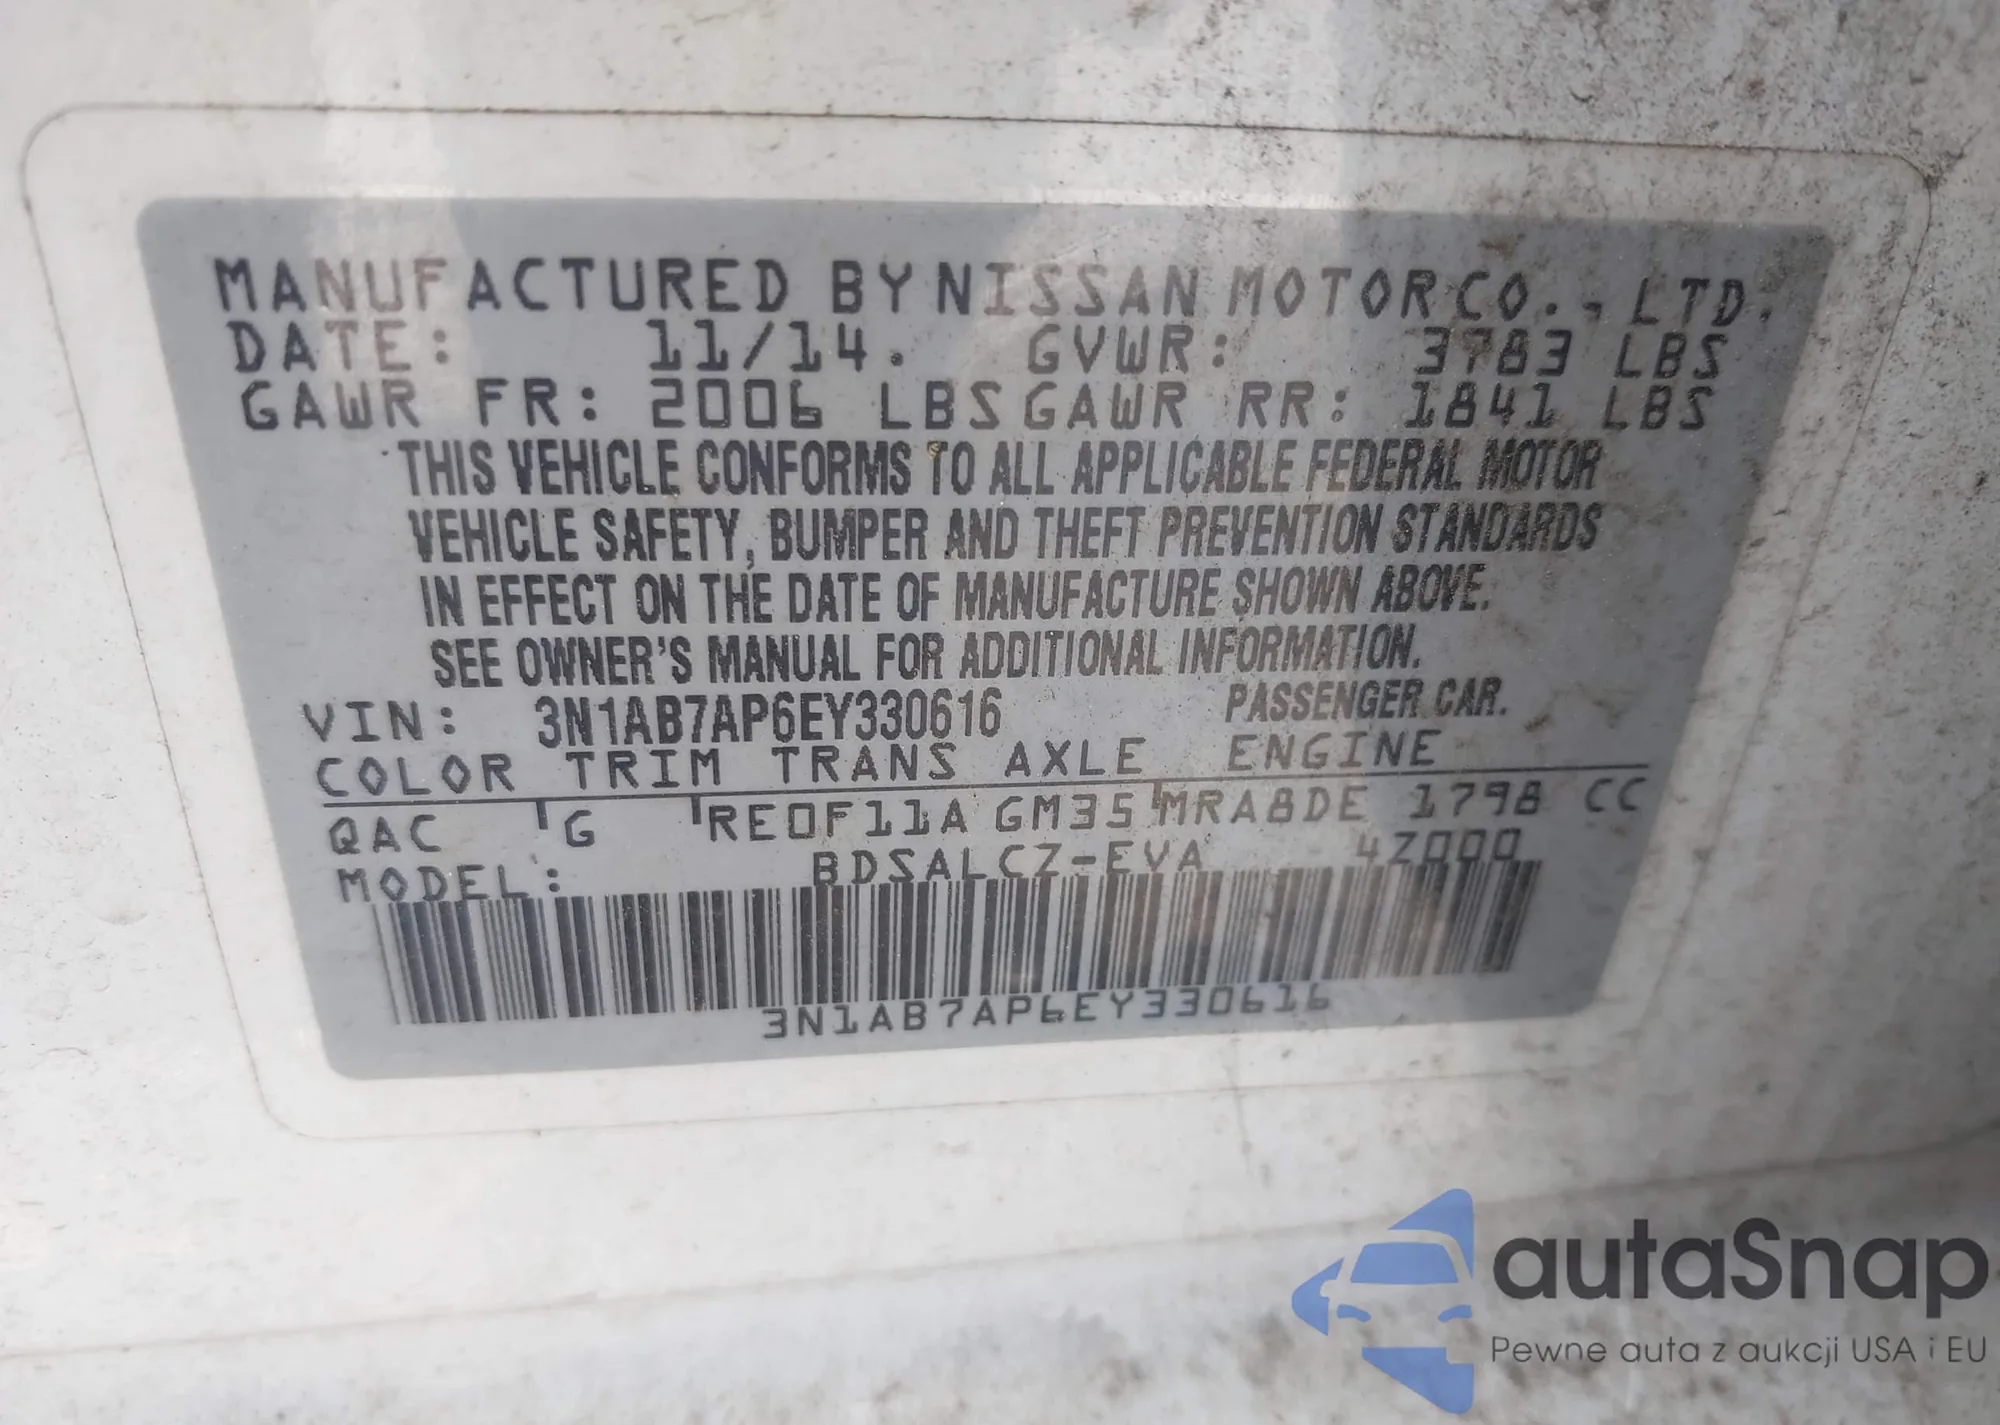 MANUFACTURED BY NISSAN MOTOR CO., LTD.
DATE: 11/14. GVWR: 3783 LBS
GAWR FR: 2006 LBS GAWR RR: 1841 LBS
THIS VEHICLE CONFORMS TO ALL APPLICABLE FEDERAL MOTOR
VEHICLE SAFETY, BUMPER AND THEFT PREVENTION STANDARDS
IN EFFECT ON THE DATE OF MANUFACTURE SHOWN ABOVE.
SEE OWNER'S MANUAL FOR ADDITIONAL INFORMATION.
VIN: 3N1AB7AP6EY330616 PASSENGER CAR.
COLOR TRIM TRANS AXLE ENGINE
QAC G RE0F11A GM35 MRA8DE 1798 CC
MODEL: BDSALCZ-EVA 4Z000
3N1AB7AP6EY330616
autaSnap
Pewne auta z aukcji USA i EU